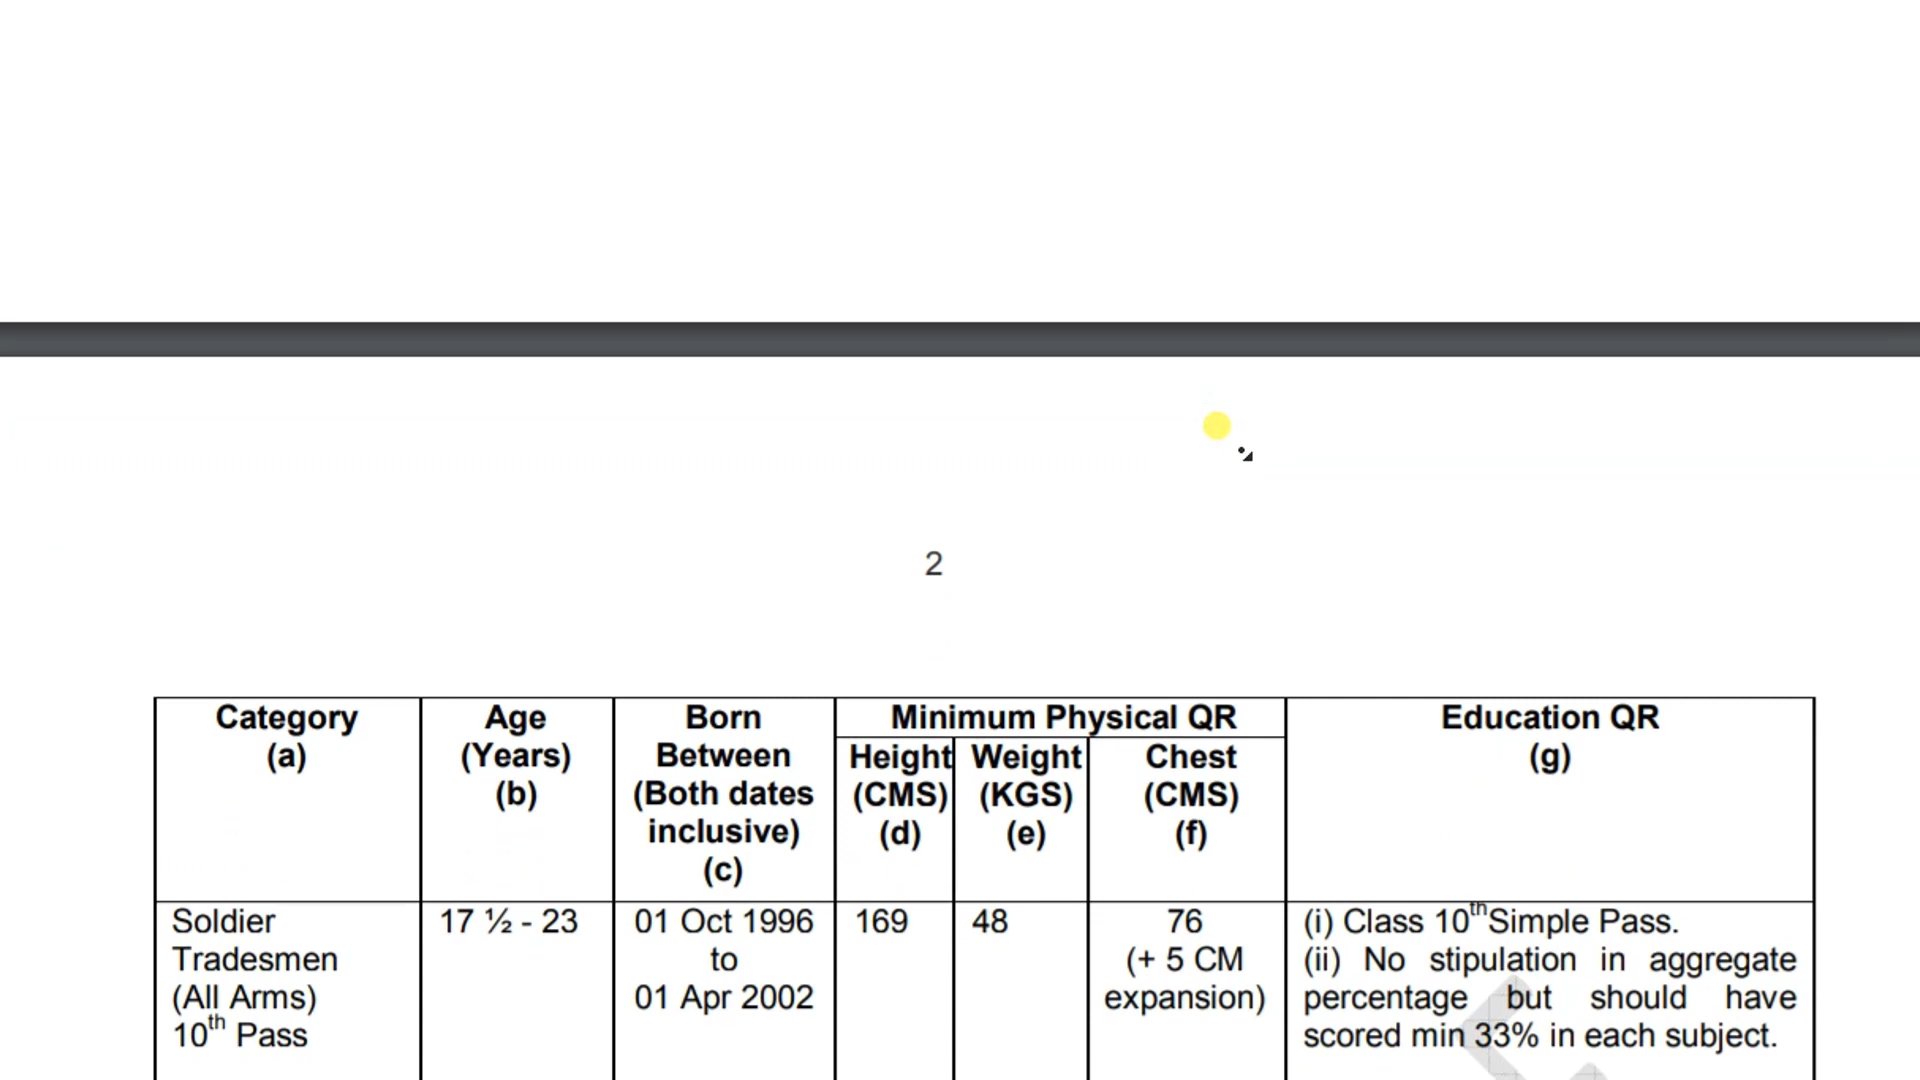 2
Category
(a)
Age
(Years)
(b)
Born
Between
(Both dates
inclusive)
(c)
Minimum Physical QR
Height
(CMS)
(d)
Weight
(KGS)
(e)
Chest
(CMS)
(f)
Education QR
(g)
Soldier
Tradesmen
(All Arms)
10th Pass
17 ½ - 23
01 Oct 1996
to
01 Apr 2002
169
48
76
(+ 5 CM
expansion)
(i) Class 10thSimple Pass.
(ii) No stipulation in aggregate
percentage but should have
scored min 33% in each subject.